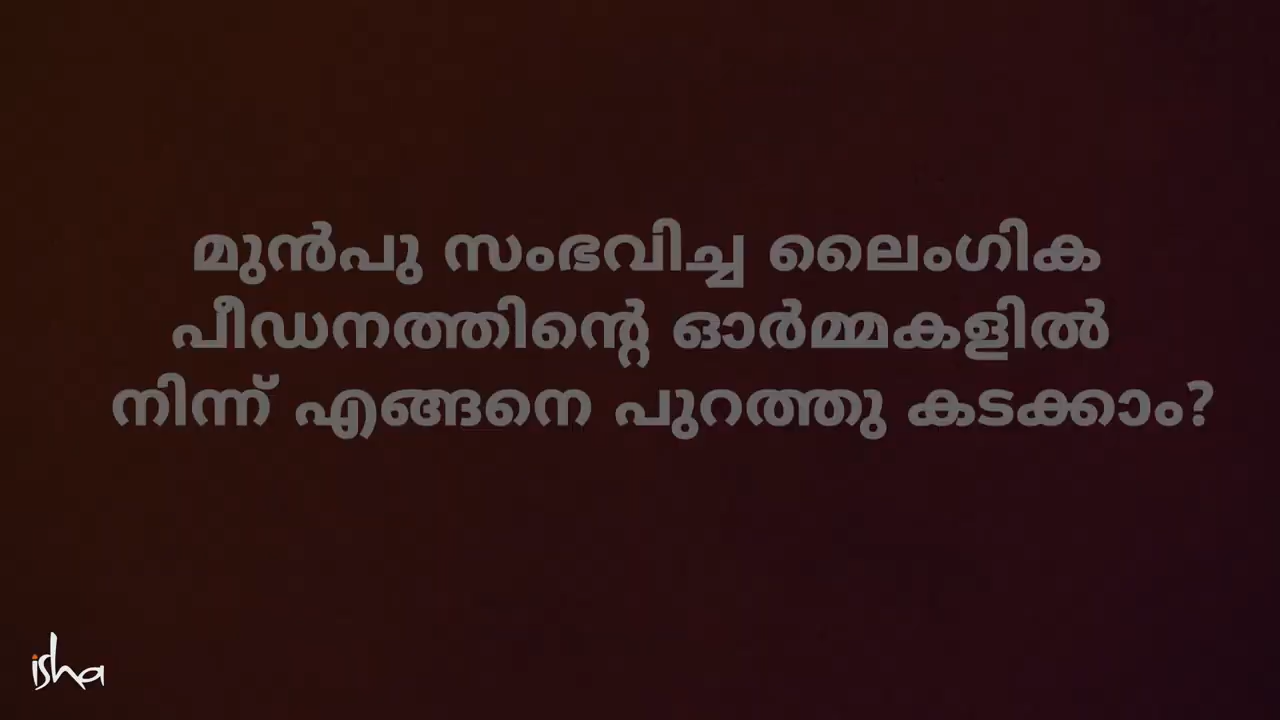 മുൻപു സംഭവിച്ച ലൈംഗിക
പീഡനത്തിന്റെ ഓർമ്മകളിൽ
നിന്ന് എങ്ങനെ പുറത്തു കടക്കാം?
isha